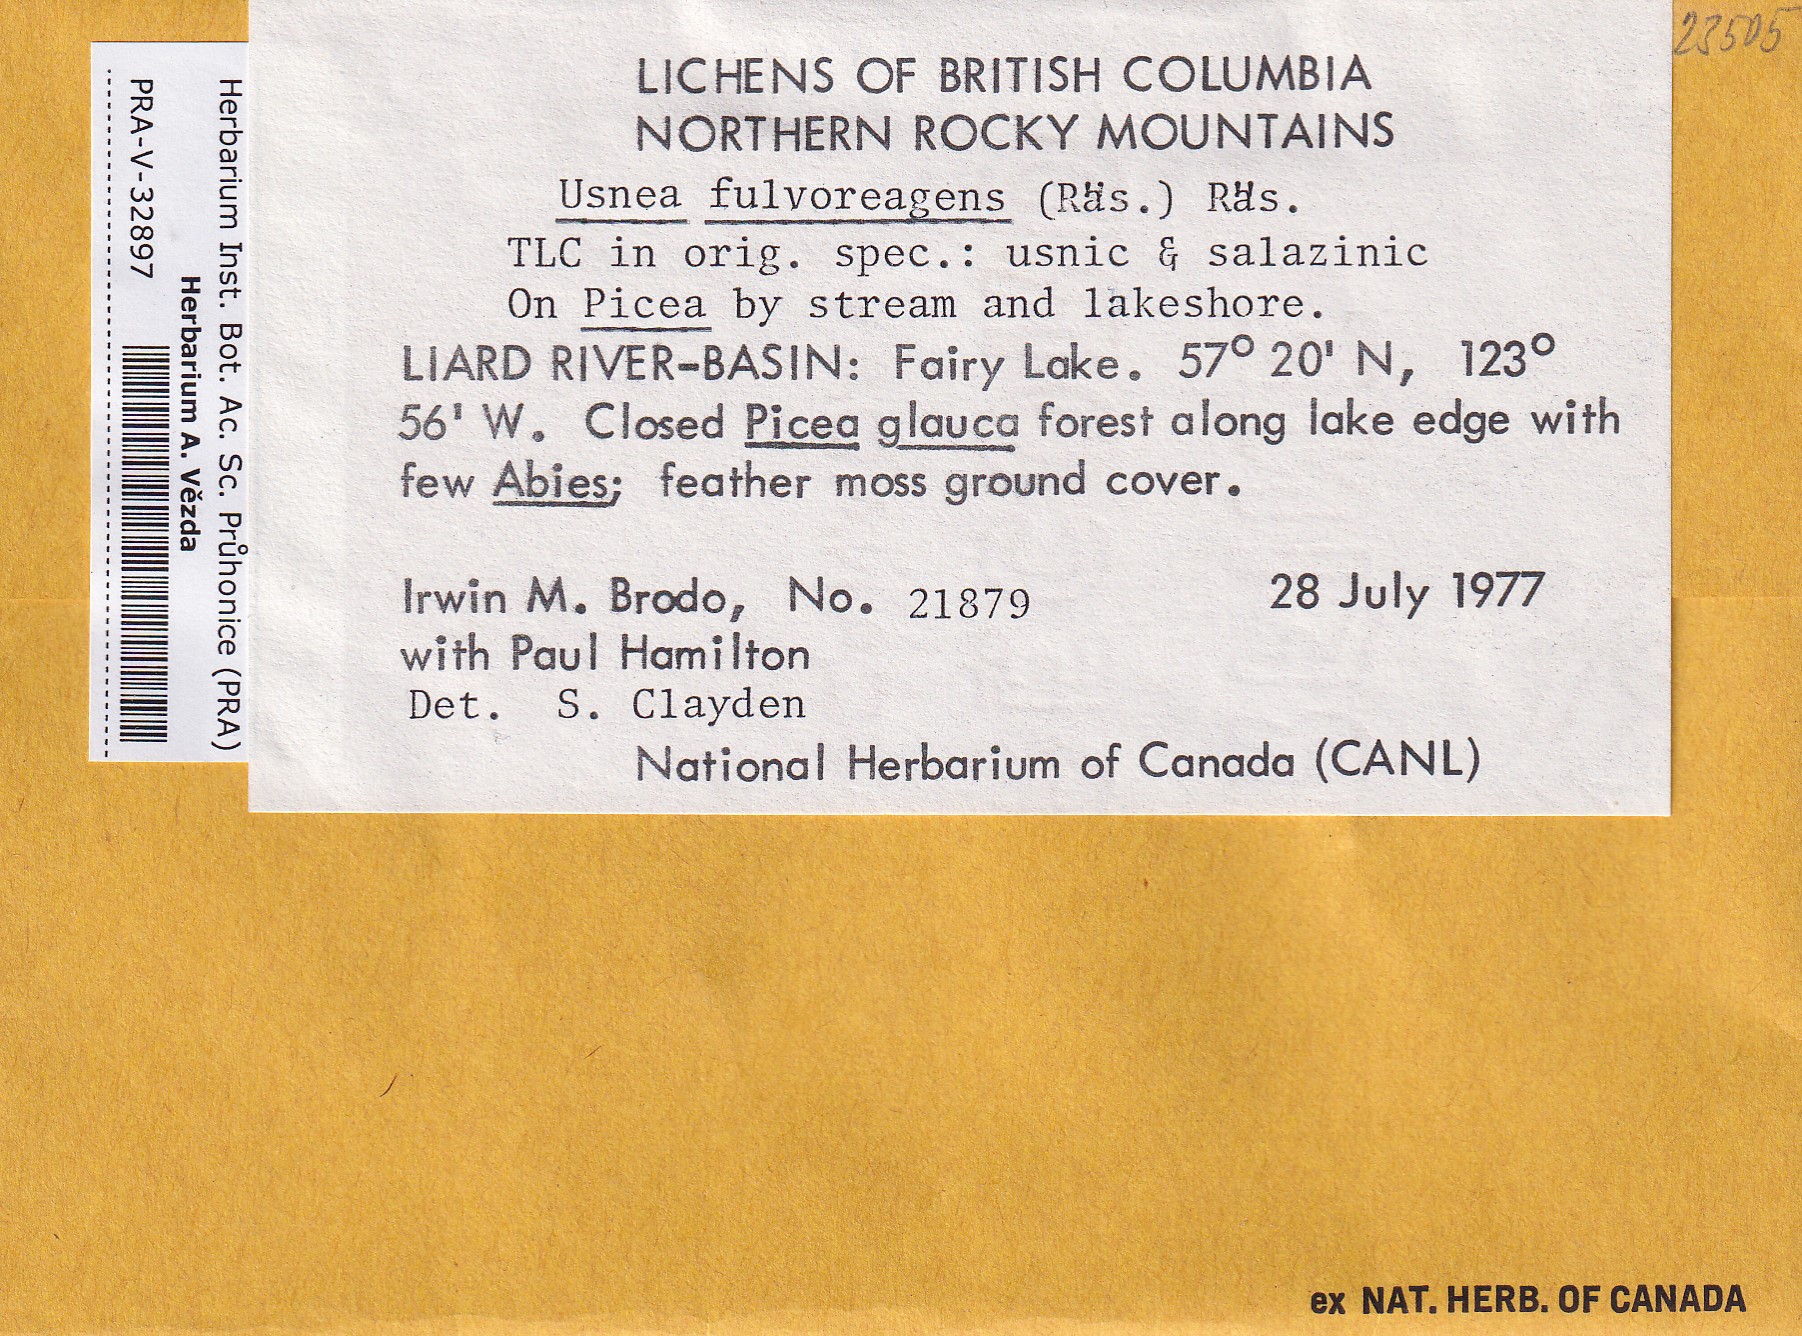 23505
LICHENS OF BRITISH COLUMBIA
NORTHERN ROCKY MOUNTAINS
Usnea fulvoreagens (Räs.) Räs.
TLC in orig. spec.: usnic & salazinic
On Picea by stream and lakeshore.
LIARD RIVER-BASIN: Fairy Lake. 57° 20' N, 123°
56' W. Closed Picea glauca forest along lake edge with
few Abies; feather moss ground cover.
Irwin M. Brodo, No. 21879 28 July 1977
with Paul Hamilton
Det. S. Clayden
National Herbarium of Canada (CANL)
Herbarium Inst. Bot. Ac. Sc. Průhonice (PRA)
Herbarium A. Vězda
PRA-V-32897
ex NAT. HERB. OF CANADA